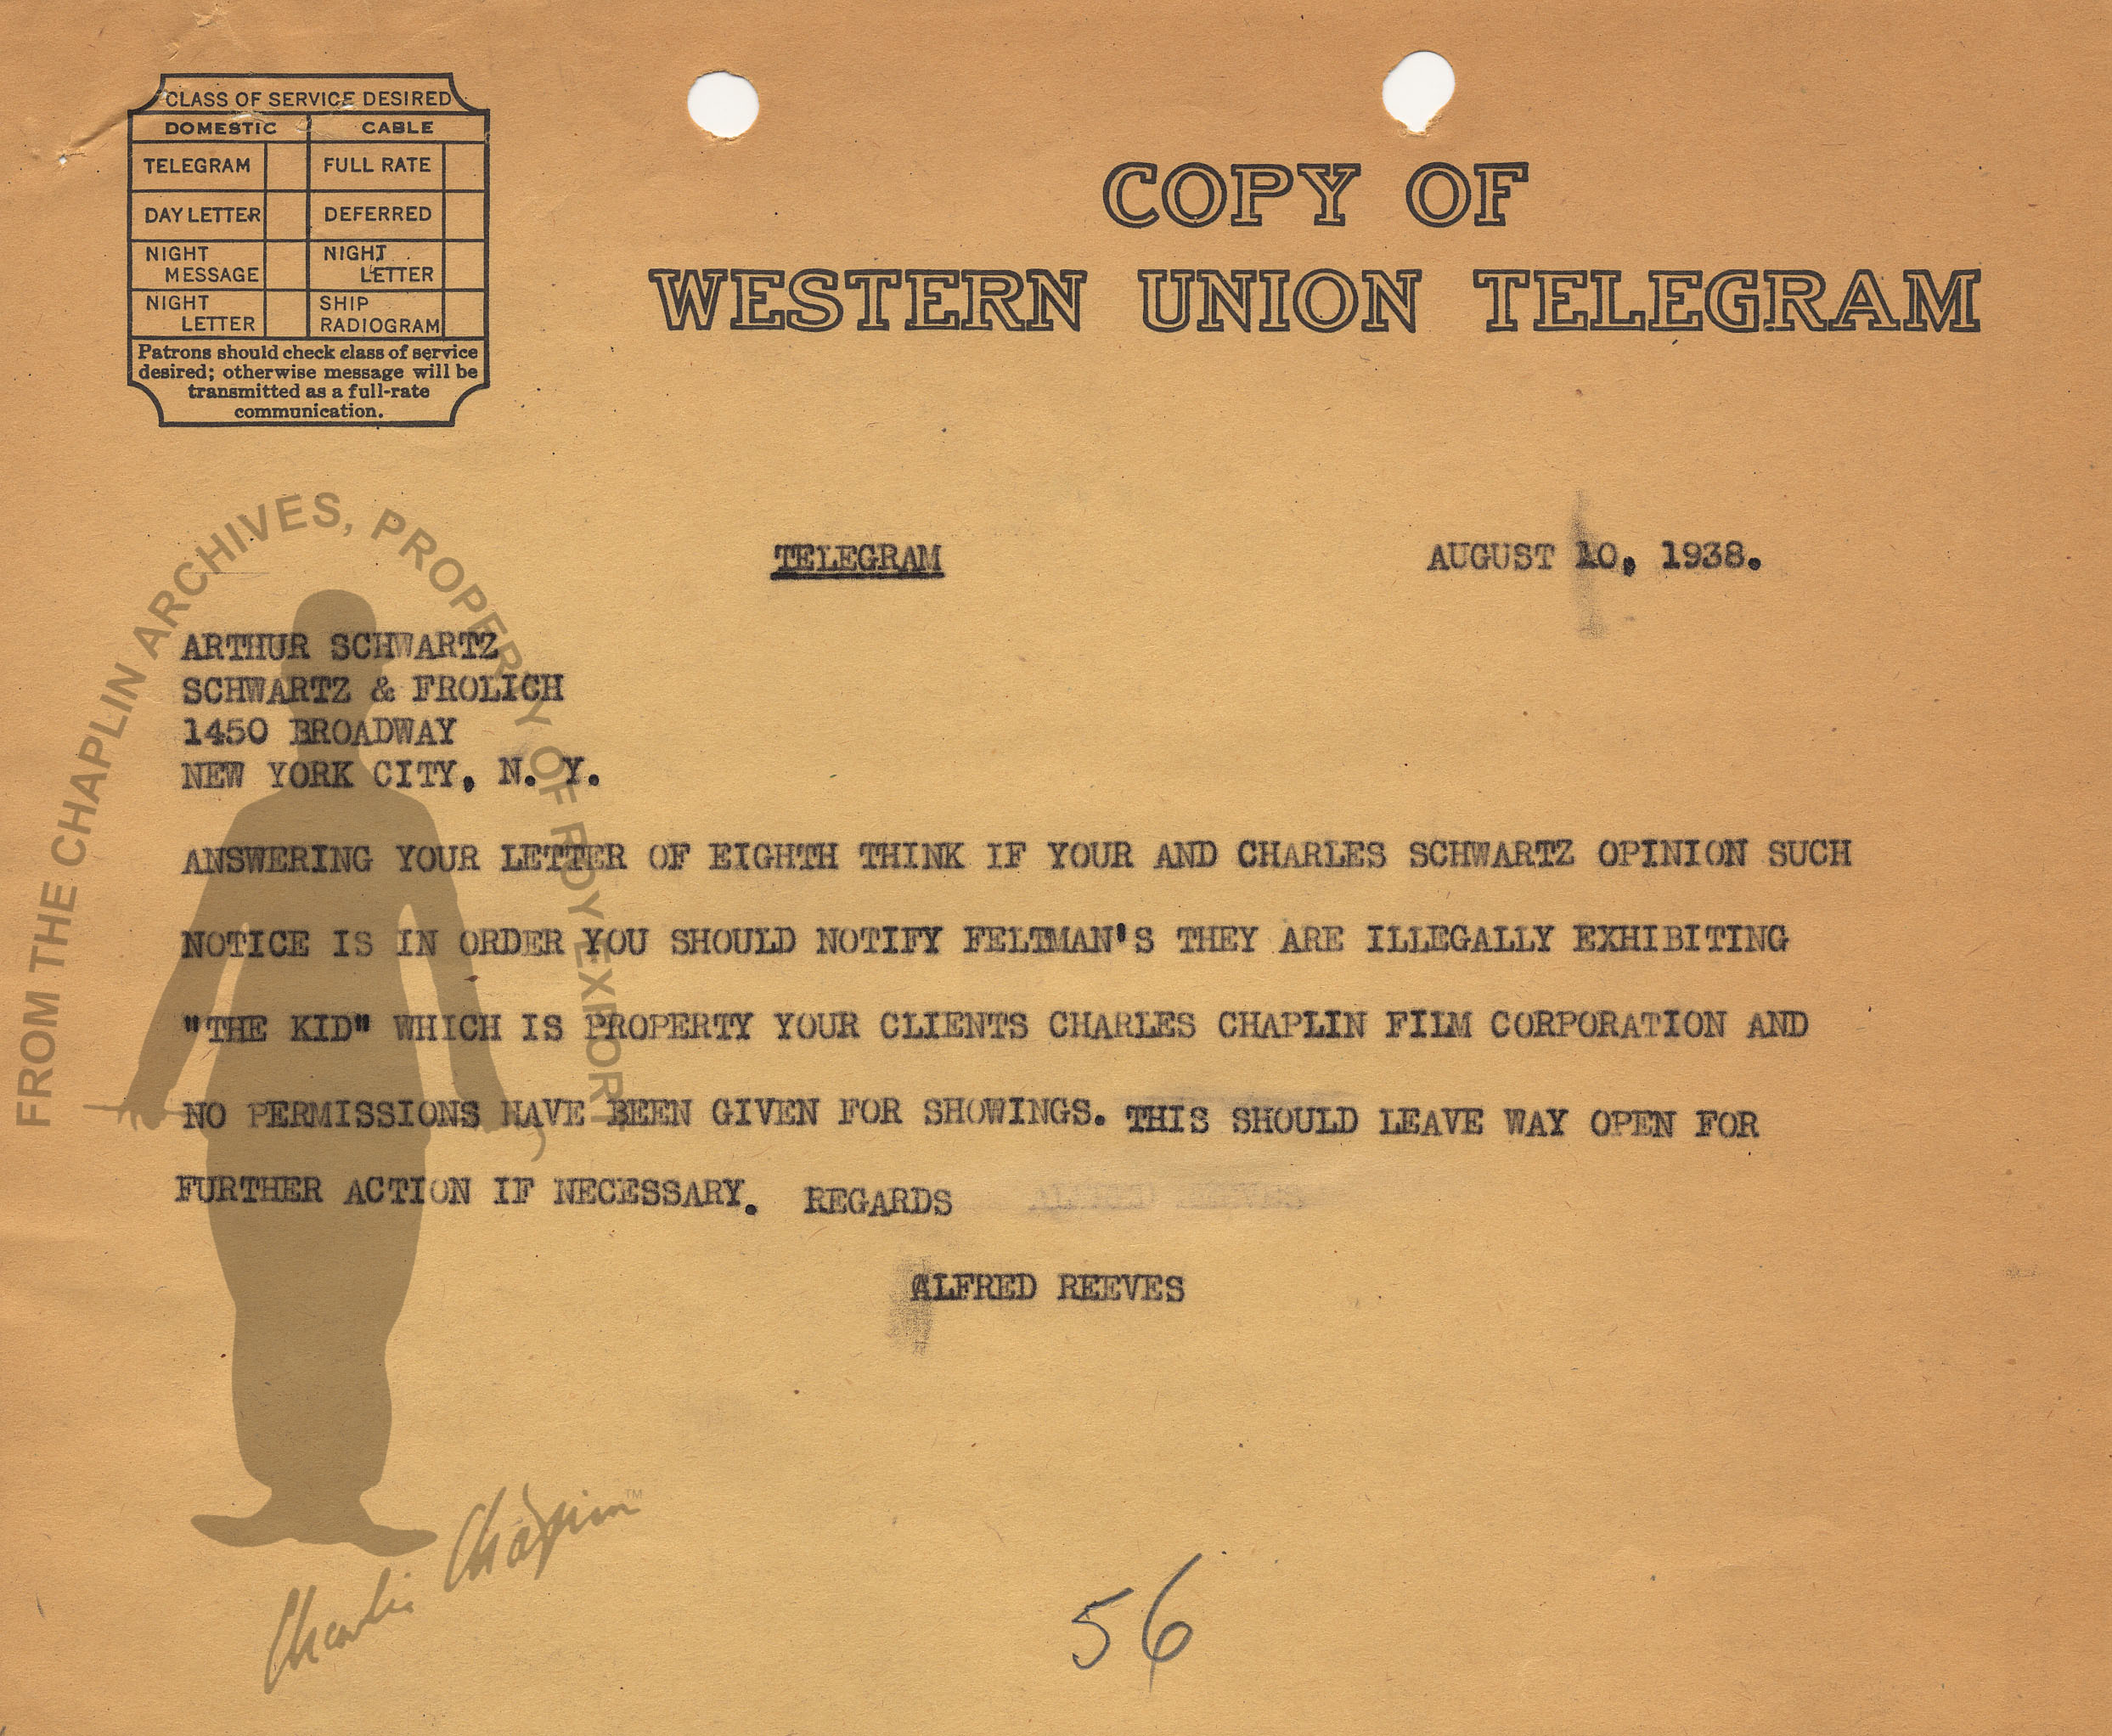 CLASS OF SERVICE DESIRED
DOMESTIC CABLE
TELEGRAM FULL RATE
DAY LETTER DEFERRED
NIGHT MESSAGE NIGHT LETTER
NIGHT LETTER SHIP RADIOGRAM
Patrons should check class of service
desired; otherwise message will be
transmitted as a full-rate
communication.
COPY OF
WESTERN UNION TELEGRAM
TELEGRAM AUGUST 10, 1938.
ARTHUR SCHWARTZ
SCHWARTZ & FROLICH
1450 BROADWAY
NEW YORK CITY, N. Y.
ANSWERING YOUR LETTER OF EIGHTH THINK IF YOUR AND CHARLES SCHWARTZ OPINION SUCH
NOTICE IS IN ORDER YOU SHOULD NOTIFY FELTMAN'S THEY ARE ILLEGALLY EXHIBITING
"THE KID" WHICH IS PROPERTY YOUR CLIENTS CHARLES CHAPLIN FILM CORPORATION AND
NO PERMISSIONS HAVE BEEN GIVEN FOR SHOWINGS. THIS SHOULD LEAVE WAY OPEN FOR
FURTHER ACTION IF NECESSARY. REGARDS
ALFRED REEVES
56
FROM THE CHAPLIN ARCHIVES, PROPERTY OF ROY EXPORT
Charlie Chaplin™